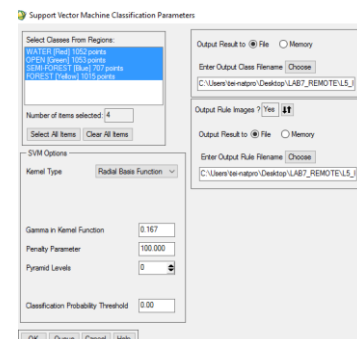 Support Vector Machine Classification Parameters
Select Classes From Regions:
WATER [Red] 1052 points
OPEN [Green] 1053 points
SEMI-FOREST [Blue] 707 points
FOREST [Yellow] 1015 points
Number of items selected: 4
Select All Items Clear All Items
SVM Options
Kernel Type Radial Basis Function
Gamma in Kernel Function 0.167
Penalty Parameter 100.000
Pyramid Levels 0
Classification Probability Threshold 0.00
OK Queue Cancel Help
Output Result to File Memory
Enter Output Class Filename Choose
C:\Users\tei-natpro\Desktop\LAB7_REMOTE\L5_I
Output Rule Images ? Yes
Output Result to File Memory
Enter Output Rule Filename Choose
C:\Users\tei-natpro\Desktop\LAB7_REMOTE\L5_I